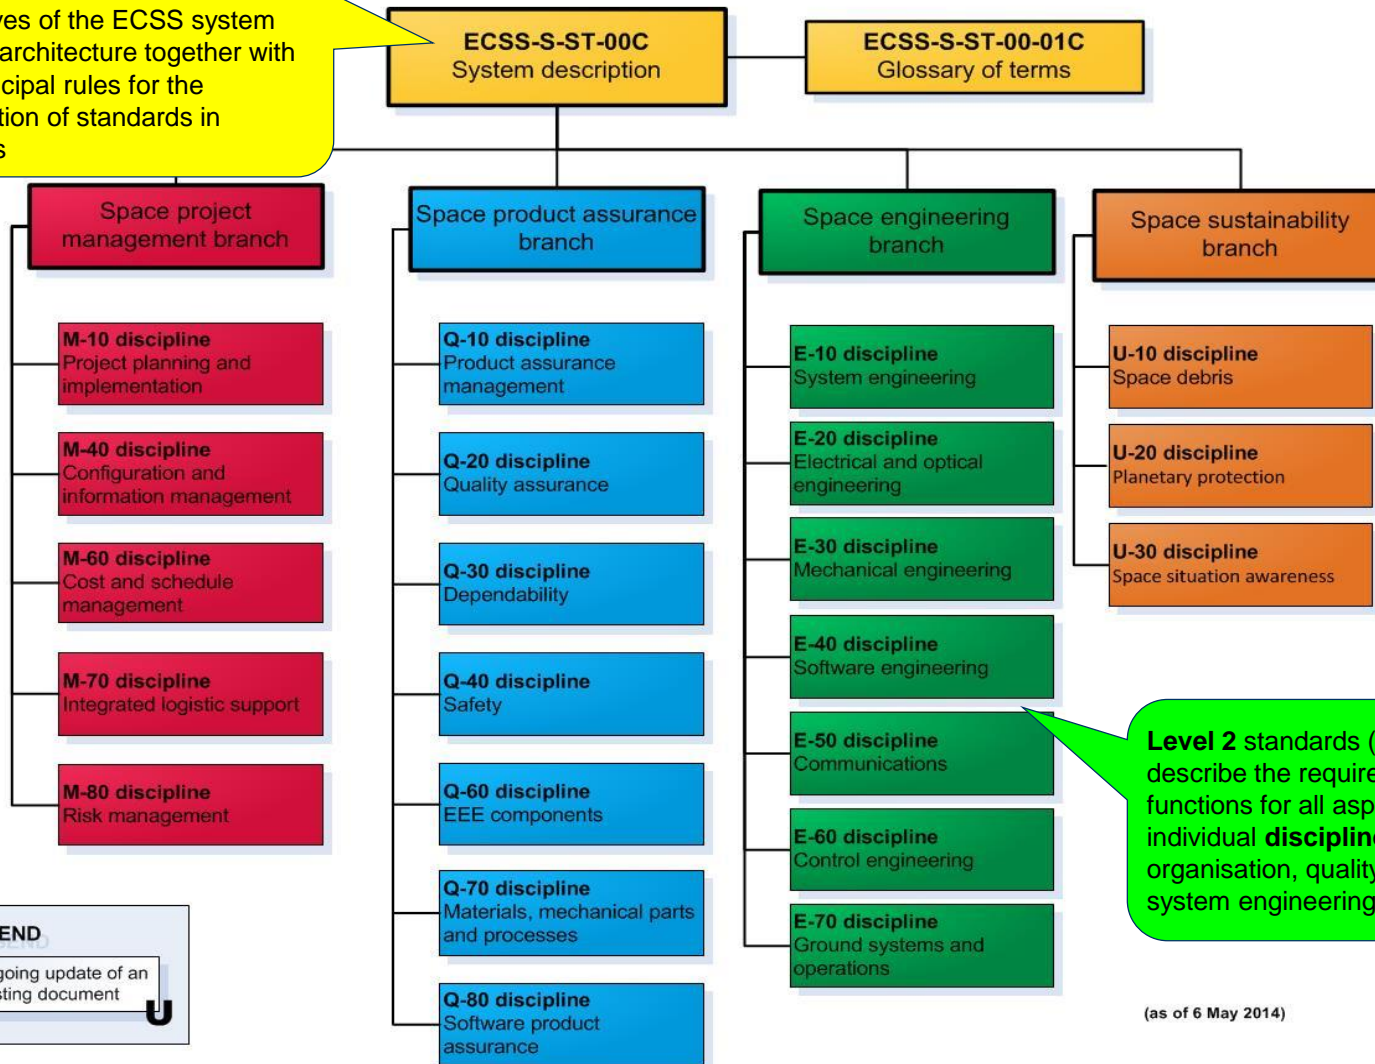 ves of the ECSS system
architecture together with
cipal rules for the
tion of standards in
s
ECSS-S-ST-00C
System description
ECSS-S-ST-00-01C
Glossary of terms
Space project
management branch
M-10 discipline
Project planning and
implementation
M-40 discipline
Configuration and
information management
M-60 discipline
Cost and schedule
management
M-70 discipline
Integrated logistic support
M-80 discipline
Risk management
Space product assurance
branch
Q-10 discipline
Product assurance
management
Q-20 discipline
Quality assurance
Q-30 discipline
Dependability
Q-40 discipline
Safety
Q-60 discipline
EEE components
Q-70 discipline
Materials, mechanical parts
and processes
Q-80 discipline
Software product
assurance
Space engineering
branch
E-10 discipline
System engineering
E-20 discipline
Electrical and optical
engineering
E-30 discipline
Mechanical engineering
E-40 discipline
Software engineering
E-50 discipline
Communications
E-60 discipline
Control engineering
E-70 discipline
Ground systems and
operations
Space sustainability
branch
U-10 discipline
Space debris
U-20 discipline
Planetary protection
U-30 discipline
Space situation awareness
Level 2 standards (
describe the require
functions for all asp
individual discipline
organisation, quality
system engineering
END
going update of an
sting document
U
(as of 6 May 2014)